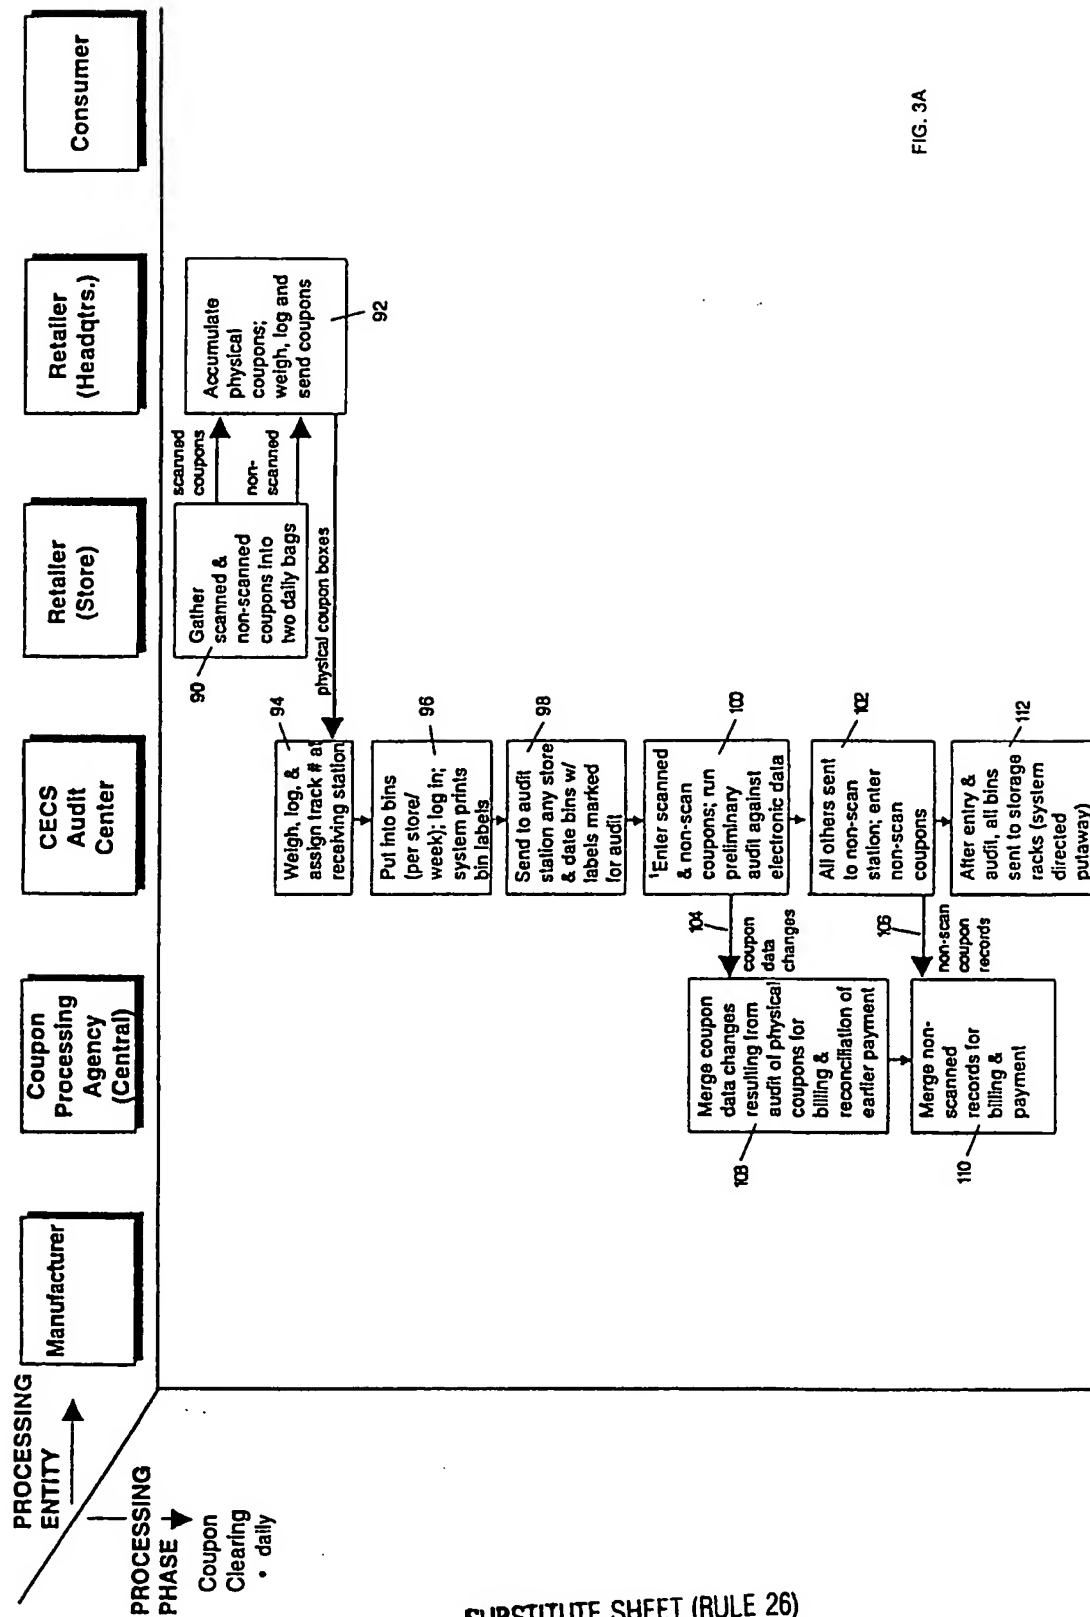 PROCESSING
ENTITY
PROCESSING
PHASE
Coupon
Clearing
• daily
Manufacturer
Coupon
Processing
Agency
(Central)
CECS
Audit
Center
Retailer
(Store)
Retailer
(Headqtrs.)
Consumer
90
Gather
scanned &
non-scanned
coupons into
two daily bags
scanned
coupons
non-
scanned
Accumulate
physical
coupons;
weigh, log and
send coupons
92
physical coupon boxes
94
Weigh, log, &
assign track # at
receiving station
96
Put into bins
(per store/
week); log in;
system prints
bin labels
98
Send to audit
station any store
& date bins w/
labels marked
for audit
100
Enter scanned
& non-scan
coupons; run
preliminary
audit against
electronic data
102
All others sent
to non-scan
station; enter
non-scan
coupons
112
After entry &
audit, all bins
sent to storage
racks (system
directed
putaway)
104
coupon
data
changes
106
non-scan
coupon
records
Merge coupon
data changes
resulting from
audit of physical
coupons for
billing &
reconciliation of
earlier payment
108
Merge non-
scanned
records for
billing &
payment
110
FIG. 3A
SUBSTITUTE SHEET (RULE 26)